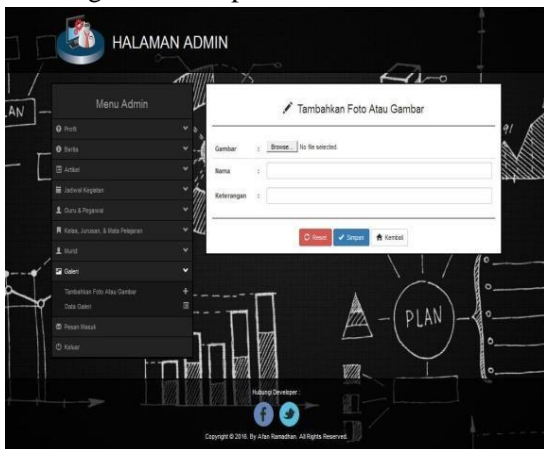 HALAMAN ADMIN
Menu Admin
Profil
Berita
Artikel
Jadwal Kegiatan
Guru & Pegawai
Kelas, Jurusan, & Mata Pelajaran
Murid
Galeri
Tambahkan Foto Atau Gambar
Data Galeri
Pesan Masuk
Keluar
Tambahkan Foto Atau Gambar
Gambar : Browse... No file selected.
Nama :
Keterangan :
Reset Simpan Kembali
PLAN
Hubungi Developer :
Copyright © 2016. By Afan Ramadhan. All Rights Reserved.